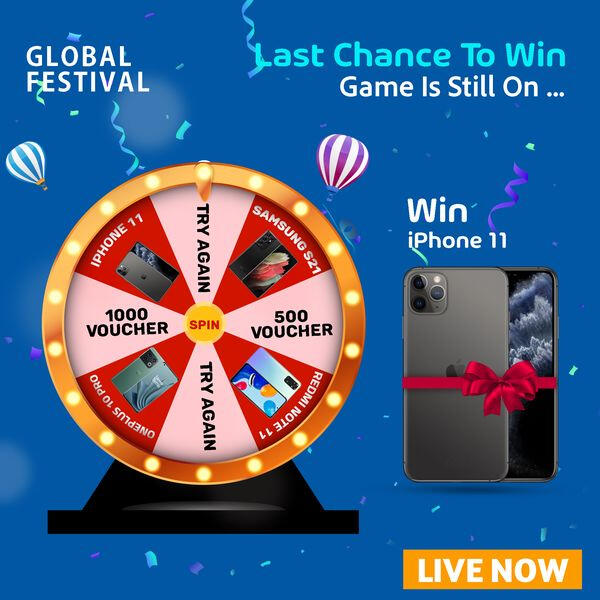 GLOBAL
FESTIVAL
Last Chance To Win
Game Is Still On ...
Win
iPhone 11
TRY AGAIN
SAMSUNG S21
500
VOUCHER
REDMI NOTE 11
TRY AGAIN
ONEPLUS 10 PRO
1000
VOUCHER
IPHONE 11
SPIN
LIVE NOW